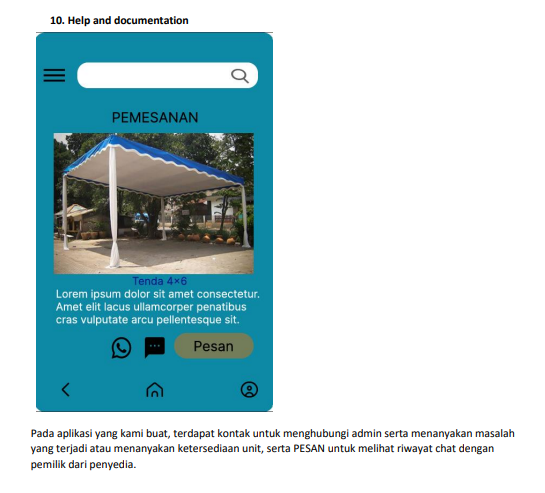 10. Help and documentation
PEMESANAN
Tenda 4×6
Lorem ipsum dolor sit amet consectetur.
Amet elit lacus ullamcorper penatibus
cras vulputate arcu pellentesque sit.
Pesan
Pada aplikasi yang kami buat, terdapat kontak untuk menghubungi admin serta menanyakan masalah
yang terjadi atau menanyakan ketersediaan unit, serta PESAN untuk melihat riwayat chat dengan
pemilik dari penyedia.